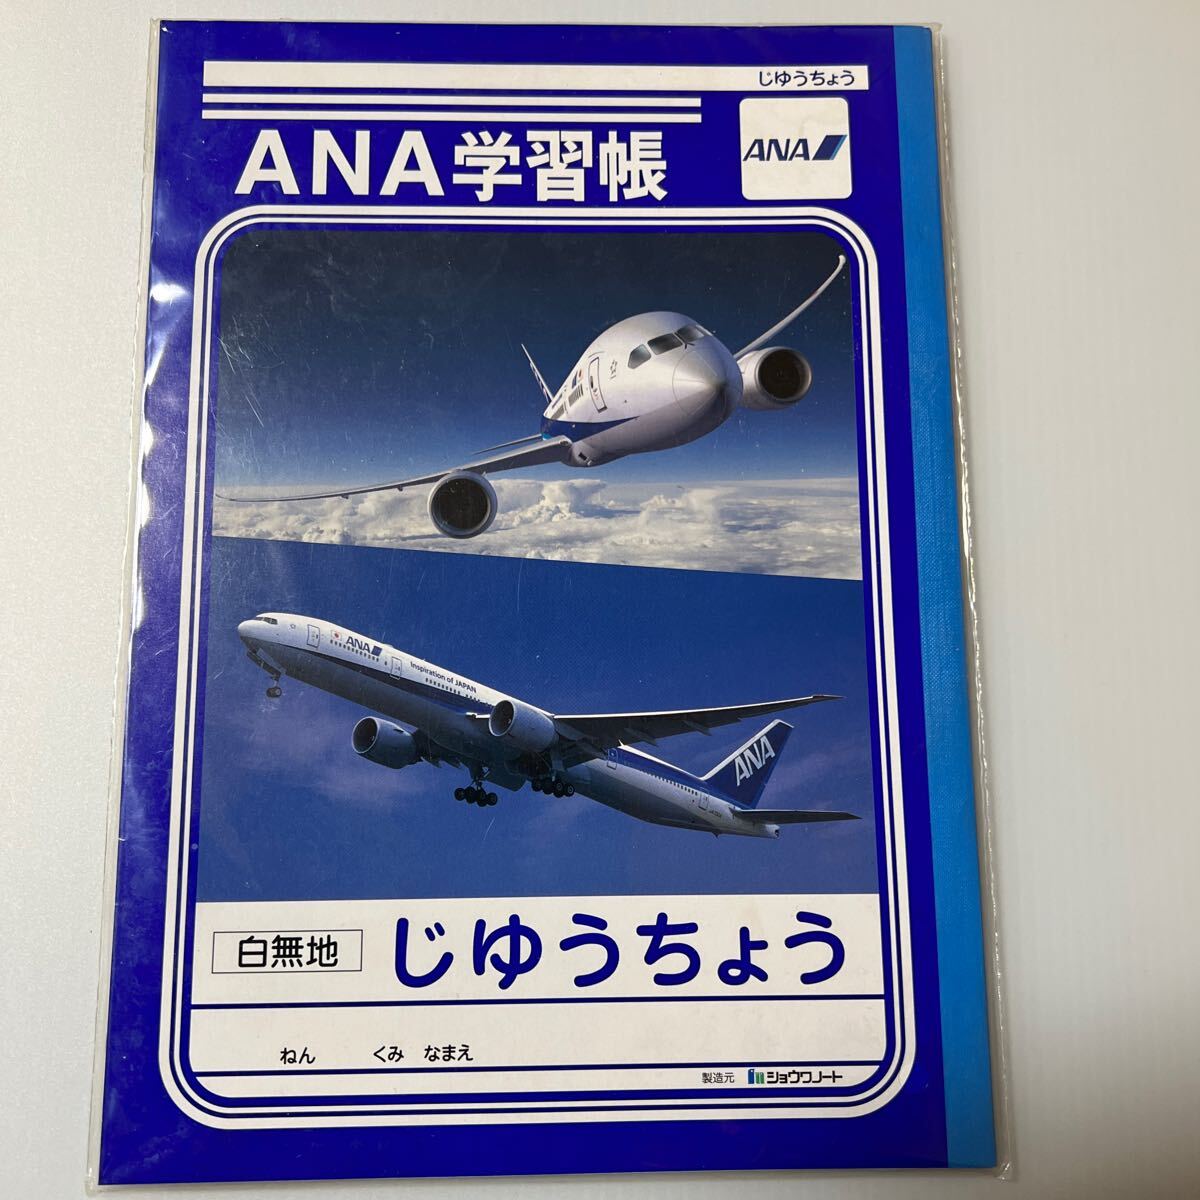 じゆうちょう
ANA学習帳
ANA
ANA
Inspiration of JAPAN
ANA
白無地 じゆうちょう
ねん くみ なまえ
製造元 ショウワノート